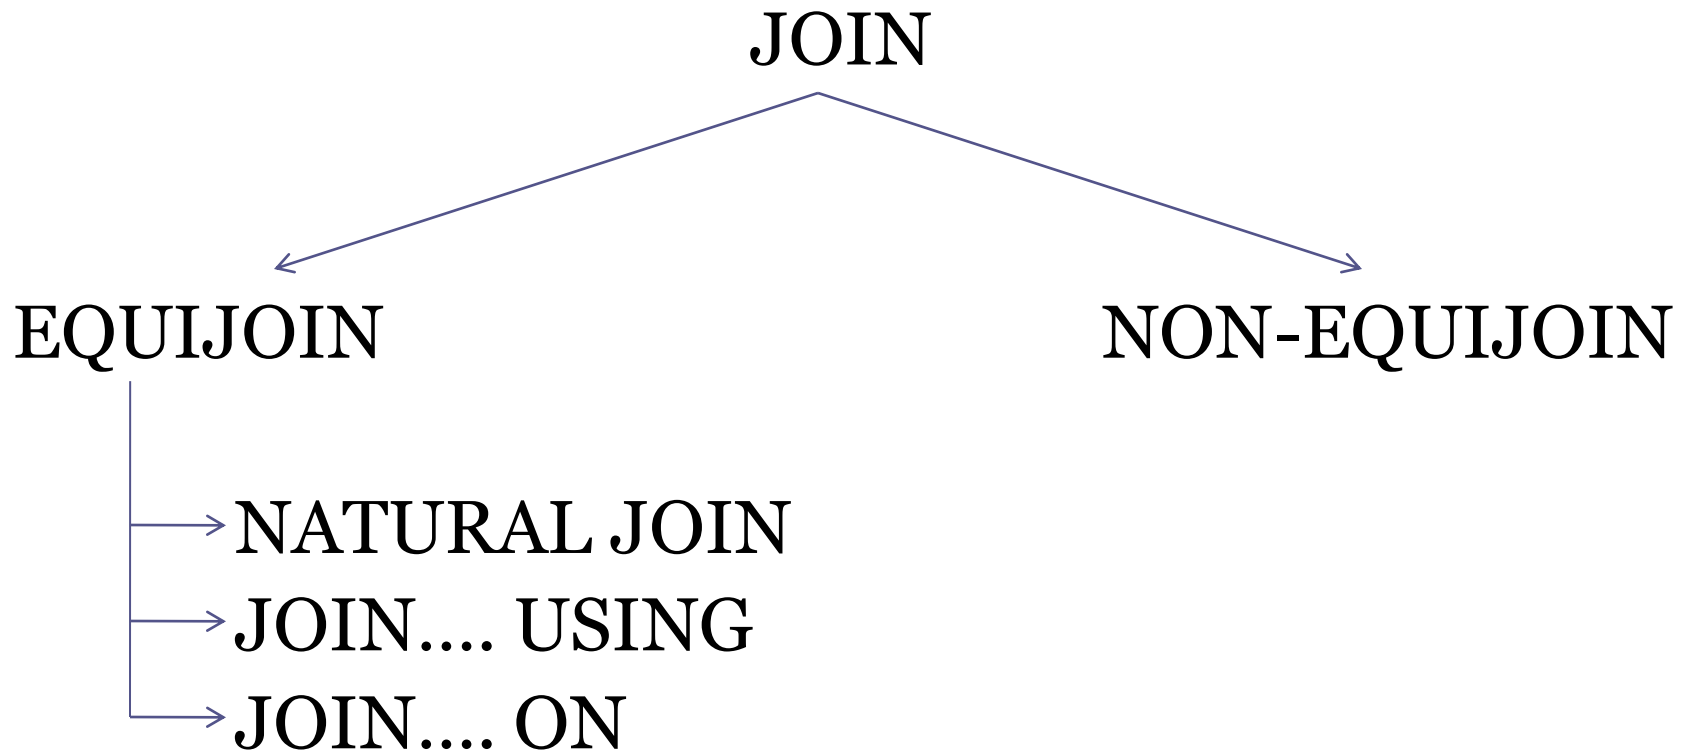 JOIN
EQUIJOIN
NON-EQUIJOIN
NATURAL JOIN
JOIN.... USING
JOIN.... ON